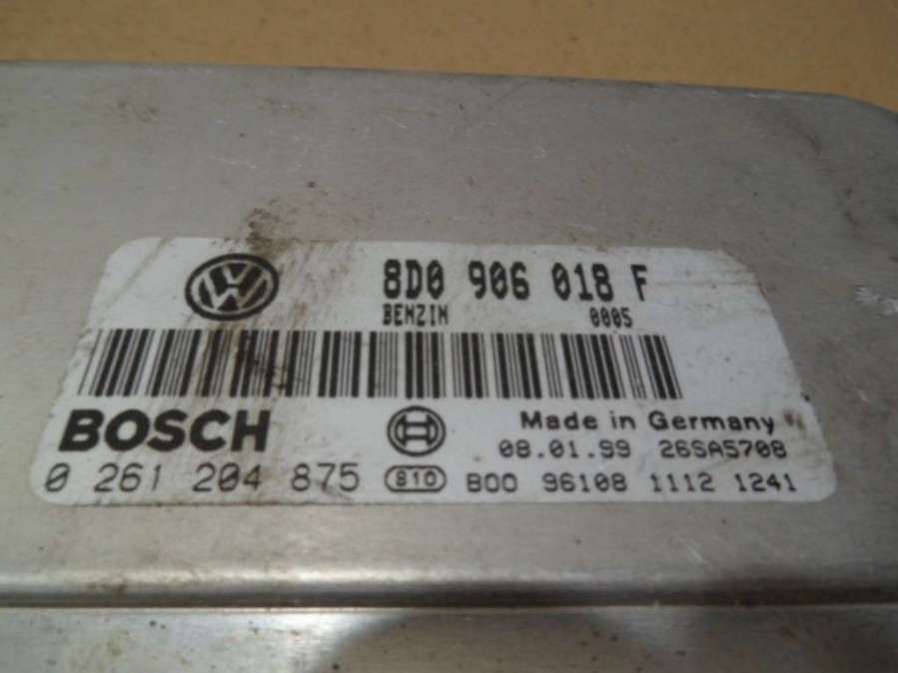 8D0 906 018 F
BENZIN 0005
BOSCH Made in Germany
08.01.99 26SA5708
0 261 204 875 810 B00 96108 1112 1241